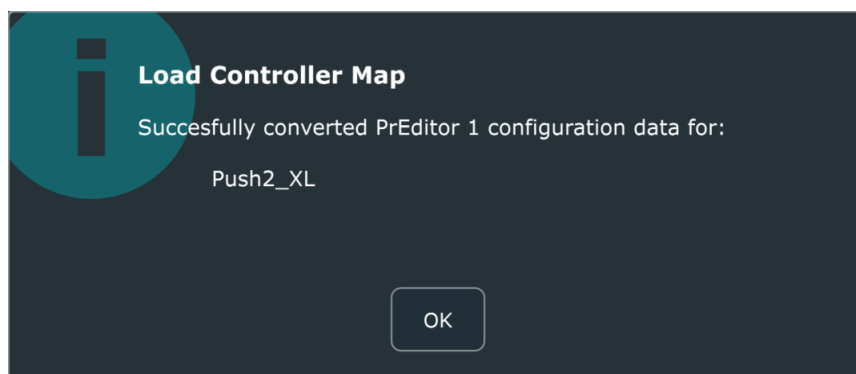 Load Controller Map
Succesfully converted PrEditor 1 configuration data for:
Push2_XL
OK